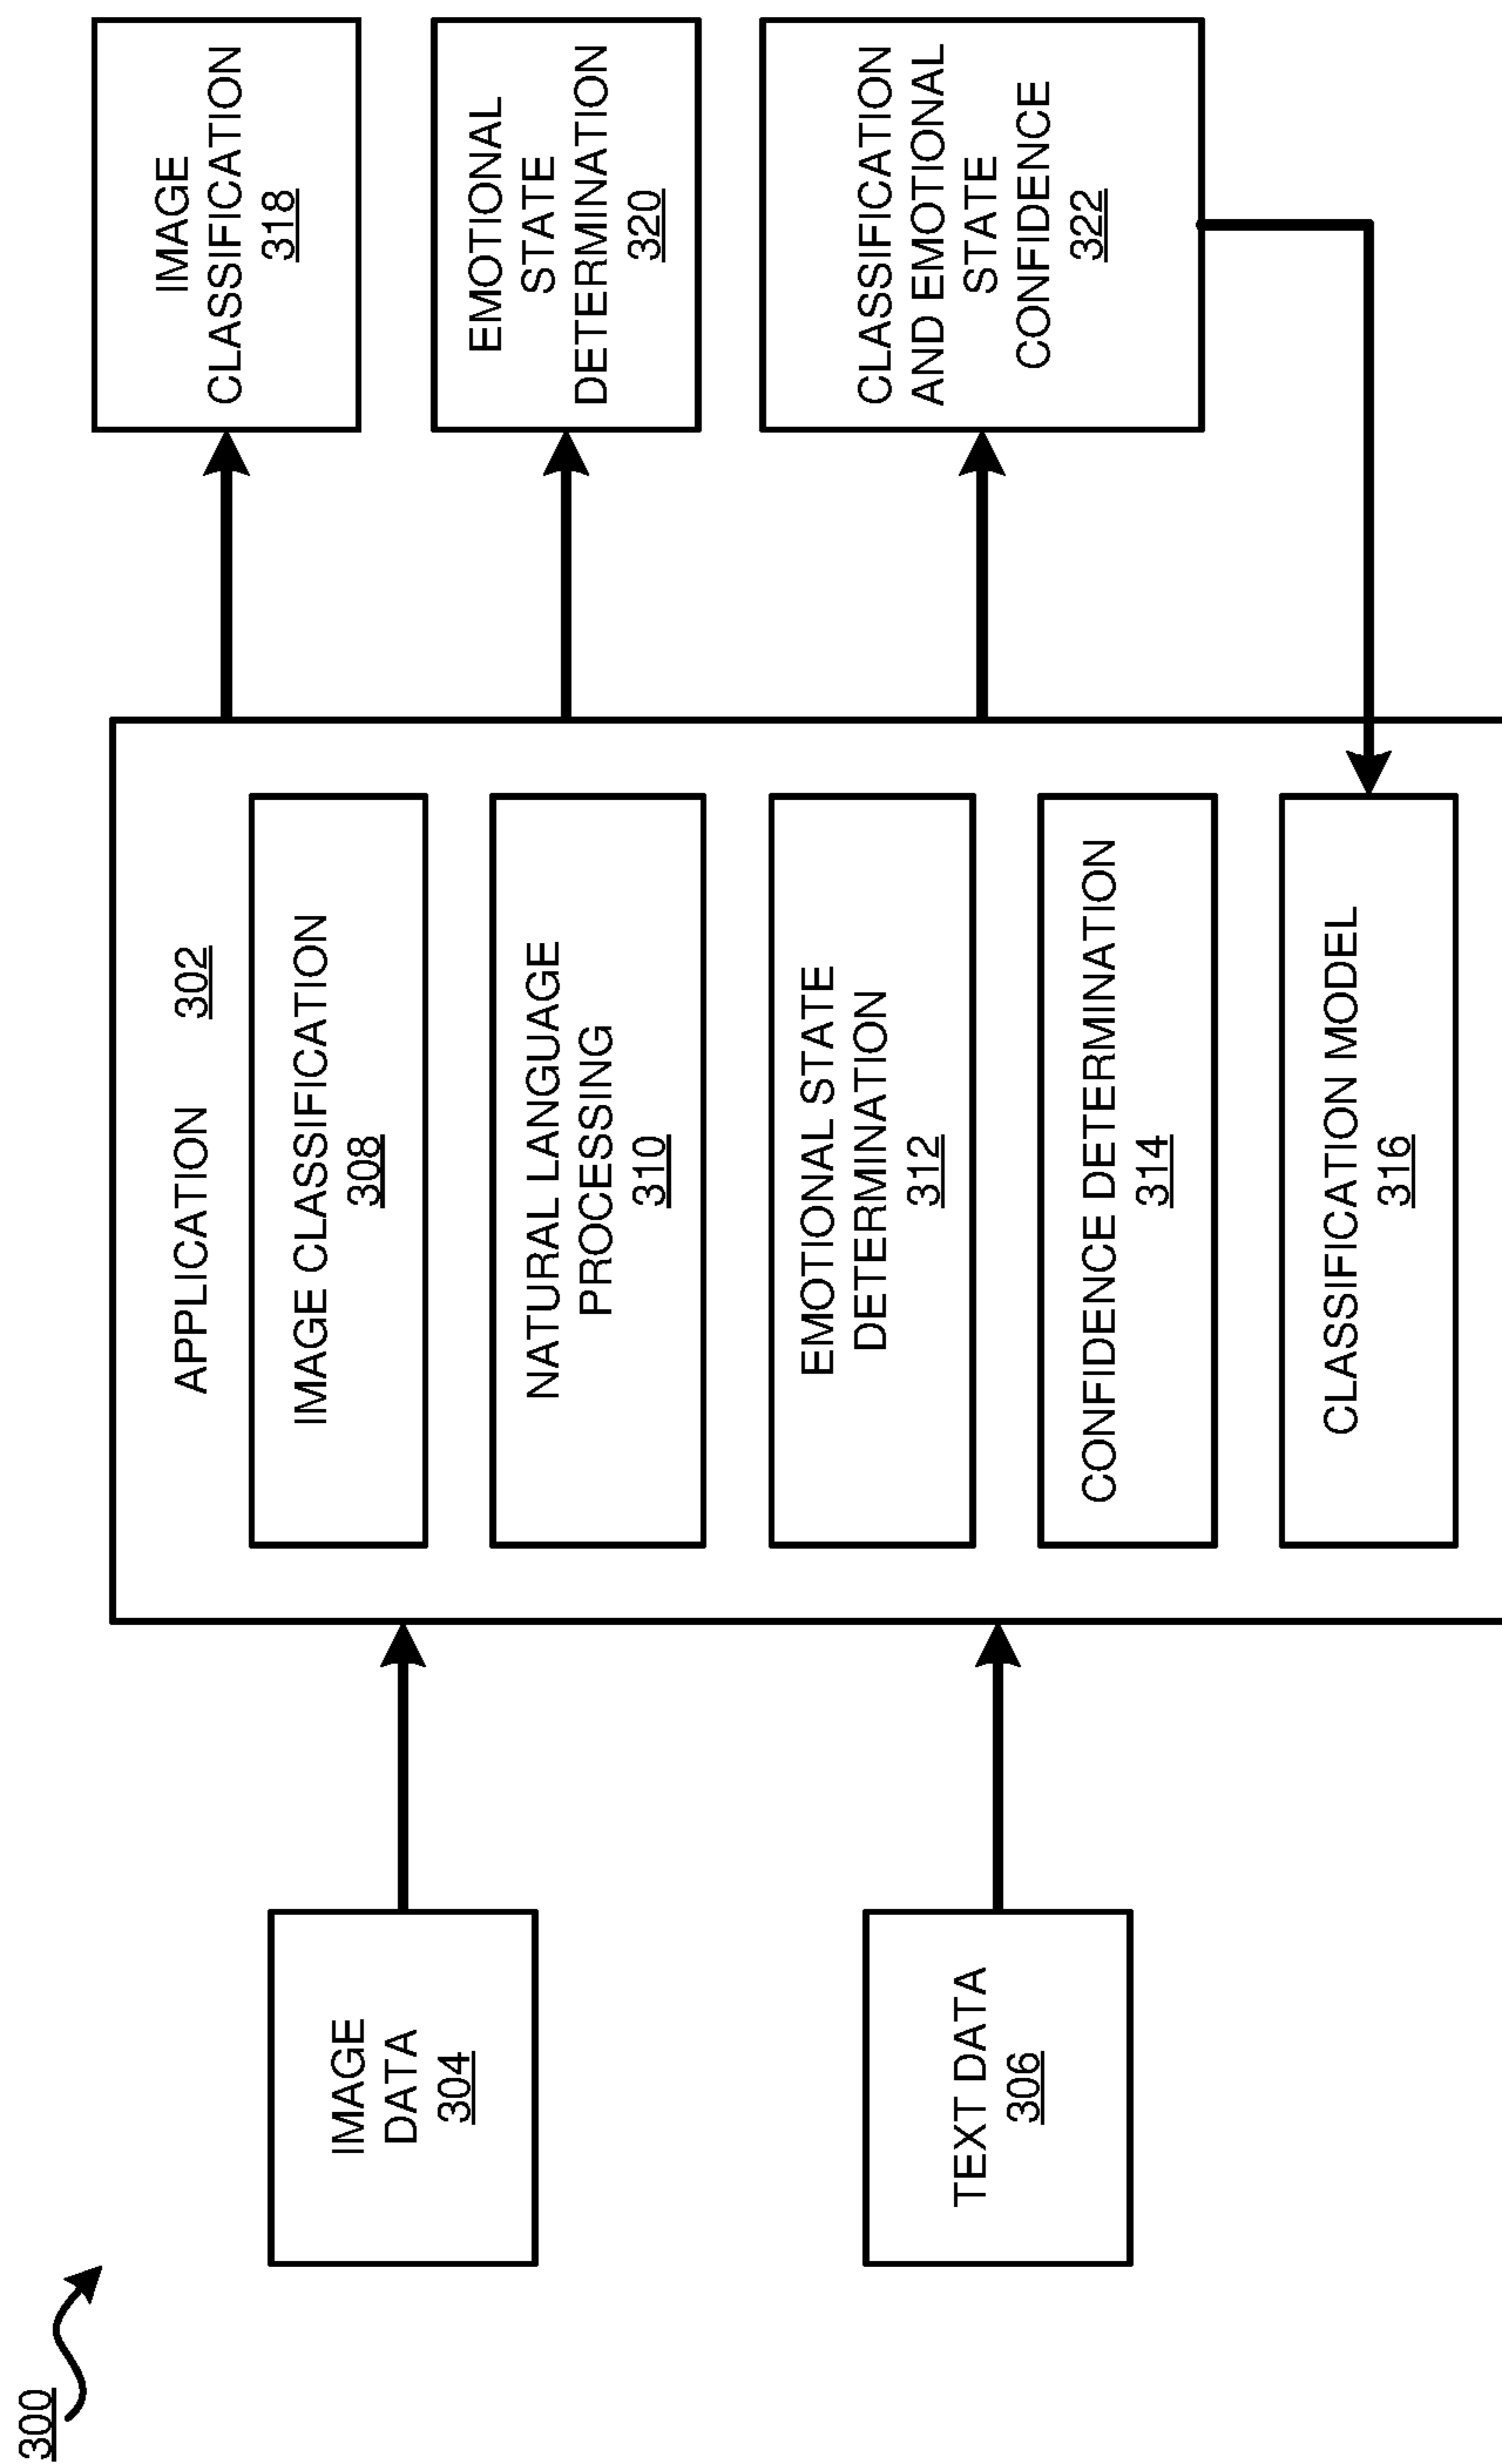 300
IMAGE
DATA
304
TEXT DATA
306
APPLICATION 302
IMAGE CLASSIFICATION
308
NATURAL LANGUAGE
PROCESSING
310
EMOTIONAL STATE
DETERMINATION
312
CONFIDENCE DETERMINATION
314
CLASSIFICATION MODEL
316
IMAGE
CLASSIFICATION
318
EMOTIONAL
STATE
DETERMINATION
320
CLASSIFICATION
AND EMOTIONAL
STATE
CONFIDENCE
322